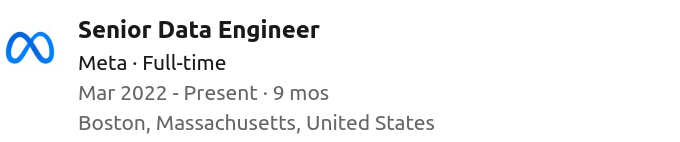 Senior Data Engineer
Meta · Full-time
Mar 2022 - Present · 9 mos
Boston, Massachusetts, United States